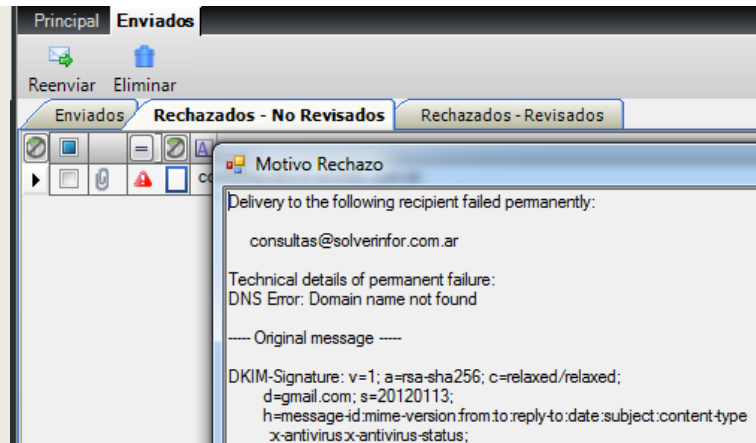 Principal Enviados
Reenviar Eliminar
Enviados Rechazados - No Revisados Rechazados - Revisados
Motivo Rechazo
Delivery to the following recipient failed permanently:
consultas@solverinfor.com.ar
Technical details of permanent failure:
DNS Error: Domain name not found
----- Original message -----
DKIM-Signature: v=1; a=rsa-sha256; c=relaxed/relaxed;
d=gmail.com; s=20120113;
h=message-id:mime-version:from:to:reply-to:date:subject:content-type
:x-antivirus:x-antivirus-status;